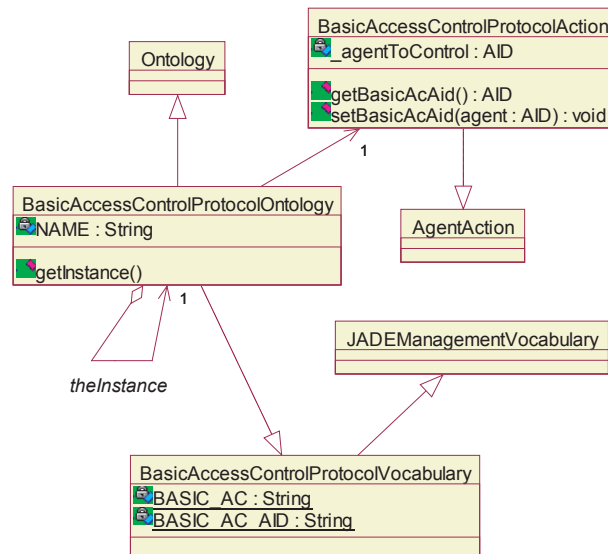 BasicAccessControlProtocolAction
_agentToControl : AID
getBasicAcAid() : AID
setBasicAcAid(agent : AID) : void
Ontology
1
BasicAccessControlProtocolOntology
NAME : String
getInstance()
AgentAction
1
theInstance
JADEManagementVocabulary
BasicAccessControlProtocolVocabulary
BASIC_AC : String
BASIC_AC_AID : String